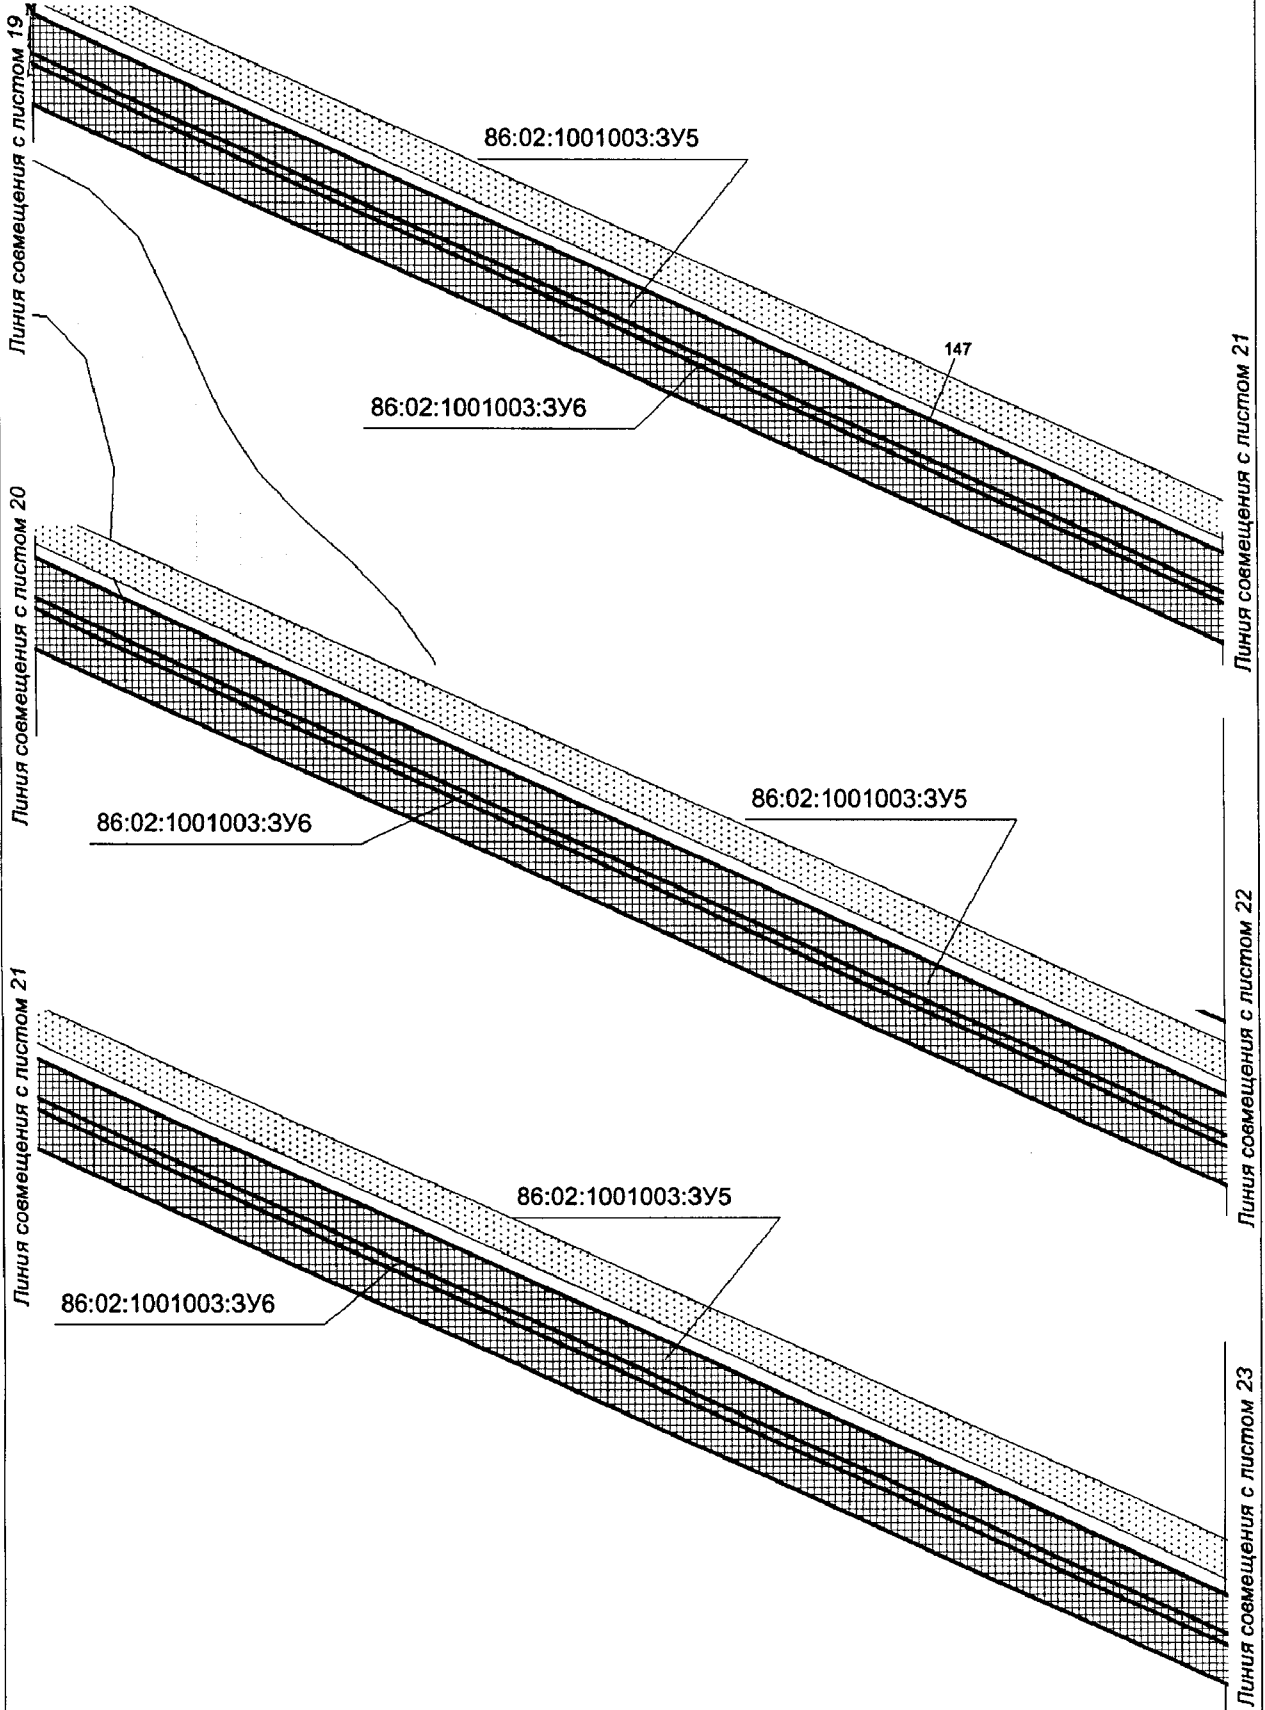 Линия совмещения с листом 19
86:02:1001003:ЗУ5
147
86:02:1001003:ЗУ6
Линия совмещения с листом 21
Линия совмещения с листом 20
86:02:1001003:ЗУ5
86:02:1001003:ЗУ6
Линия совмещения с листом 22
Линия совмещения с листом 21
86:02:1001003:ЗУ5
86:02:1001003:ЗУ6
Линия совмещения с листом 23